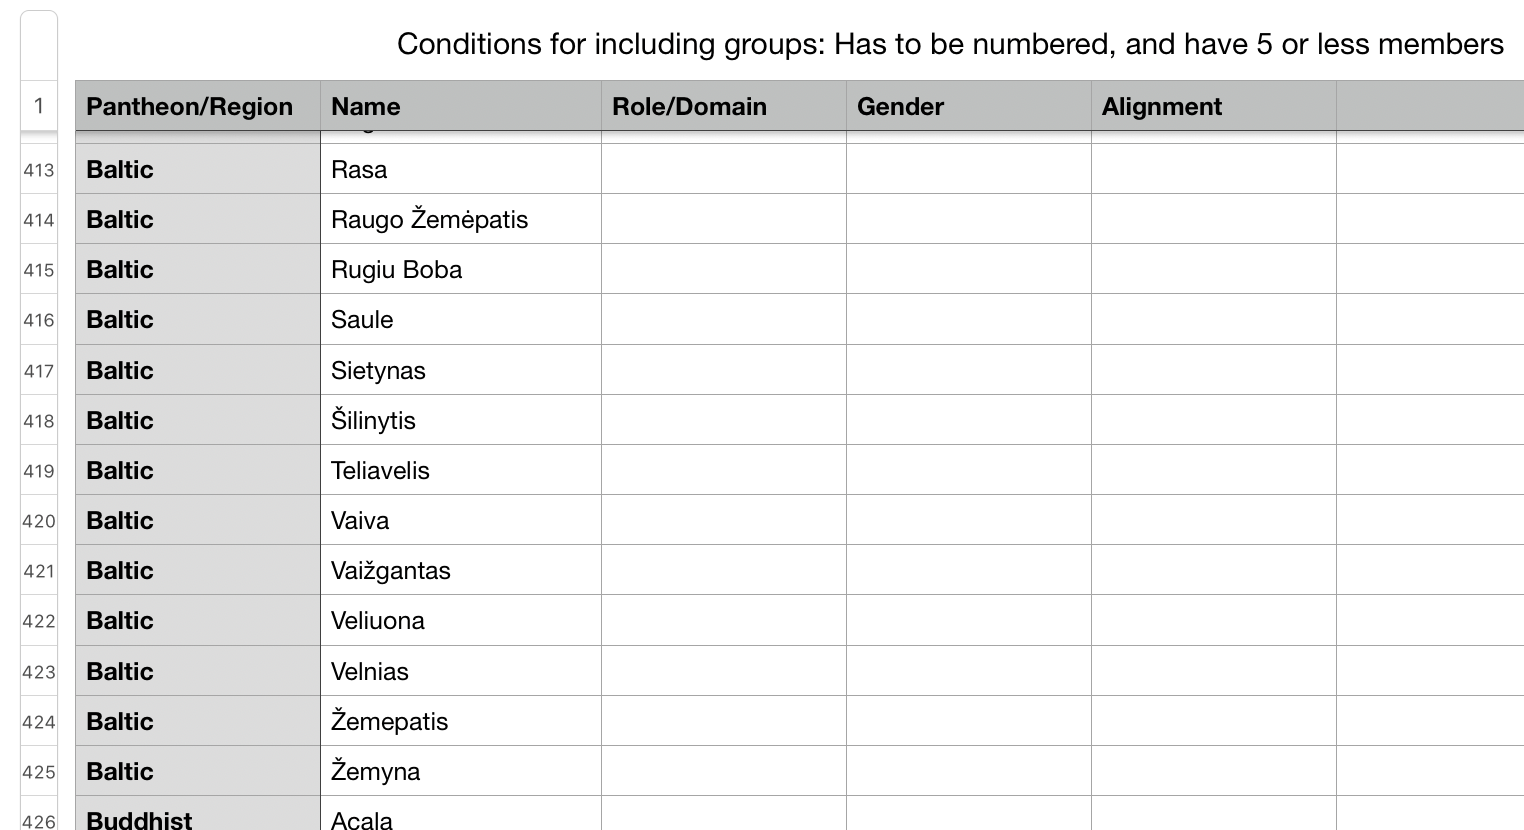 Conditions for including groups: Has to be numbered, and have 5 or less members
1 Pantheon/Region Name Role/Domain Gender Alignment
413 Baltic Rasa
414 Baltic Raugo Žemėpatis
415 Baltic Rugiu Boba
416 Baltic Saule
417 Baltic Sietynas
418 Baltic Šilinytis
419 Baltic Teliavelis
420 Baltic Vaiva
421 Baltic Vaižgantas
422 Baltic Veliuona
423 Baltic Velnias
424 Baltic Žemepatis
425 Baltic Žemyna
426 Buddhist Acala